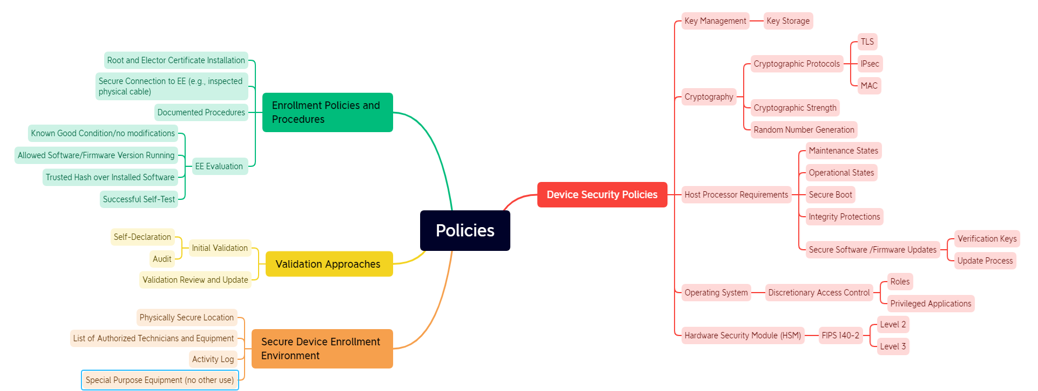 Policies
Enrollment Policies and
Procedures
Root and Elector Certificate Installation
Secure Connection to EE (e.g., inspected
physical cable)
Documented Procedures
EE Evaluation
Known Good Condition/no modifications
Allowed Software/Firmware Version Running
Trusted Hash over Installed Software
Successful Self-Test
Validation Approaches
Initial Validation
Self-Declaration
Audit
Validation Review and Update
Secure Device Enrollment
Environment
Physically Secure Location
List of Authorized Technicians and Equipment
Activity Log
Special Purpose Equipment (no other use)
Device Security Policies
Key Management
Key Storage
Cryptography
Cryptographic Protocols
TLS
IPsec
MAC
Cryptographic Strength
Random Number Generation
Host Processor Requirements
Maintenance States
Operational States
Secure Boot
Integrity Protections
Secure Software /Firmware Updates
Verification Keys
Update Process
Operating System
Discretionary Access Control
Roles
Privileged Applications
Hardware Security Module (HSM)
FIPS 140-2
Level 2
Level 3